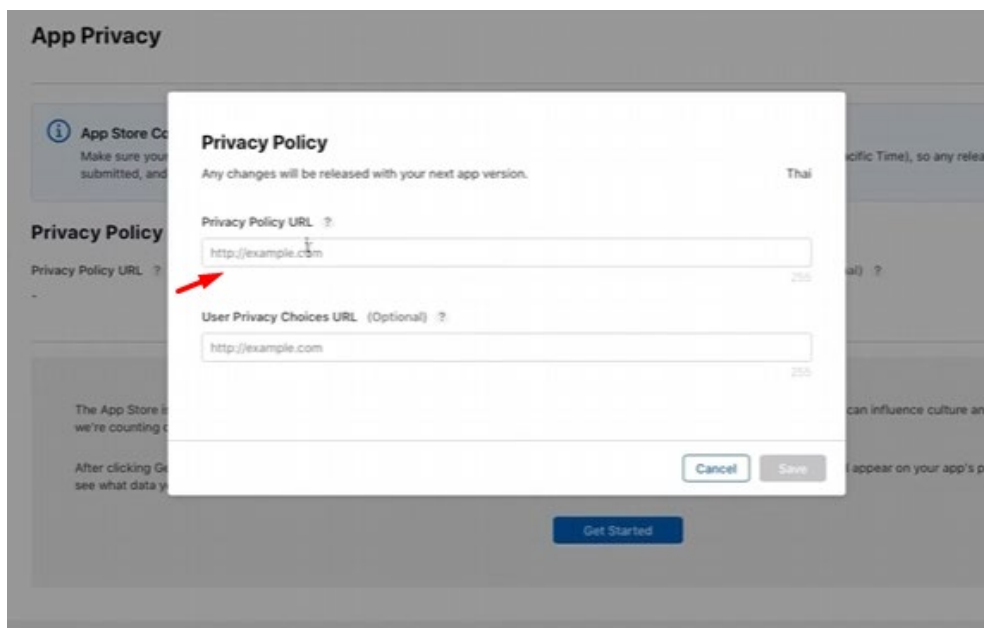 App Privacy
App Store Co
Make sure your
submitted, and
cific Time), so any relea
Privacy Policy
Any changes will be released with your next app version.
Thai
Privacy Policy URL ?
http://example.com
255
User Privacy Choices URL (Optional) ?
http://example.com
255
Cancel
Save
Privacy Policy
Privacy Policy URL ?
al) ?
-
The App Store i
we're counting
can influence culture an
After clicking Ge
see what data y
l appear on your app's p
Get Started